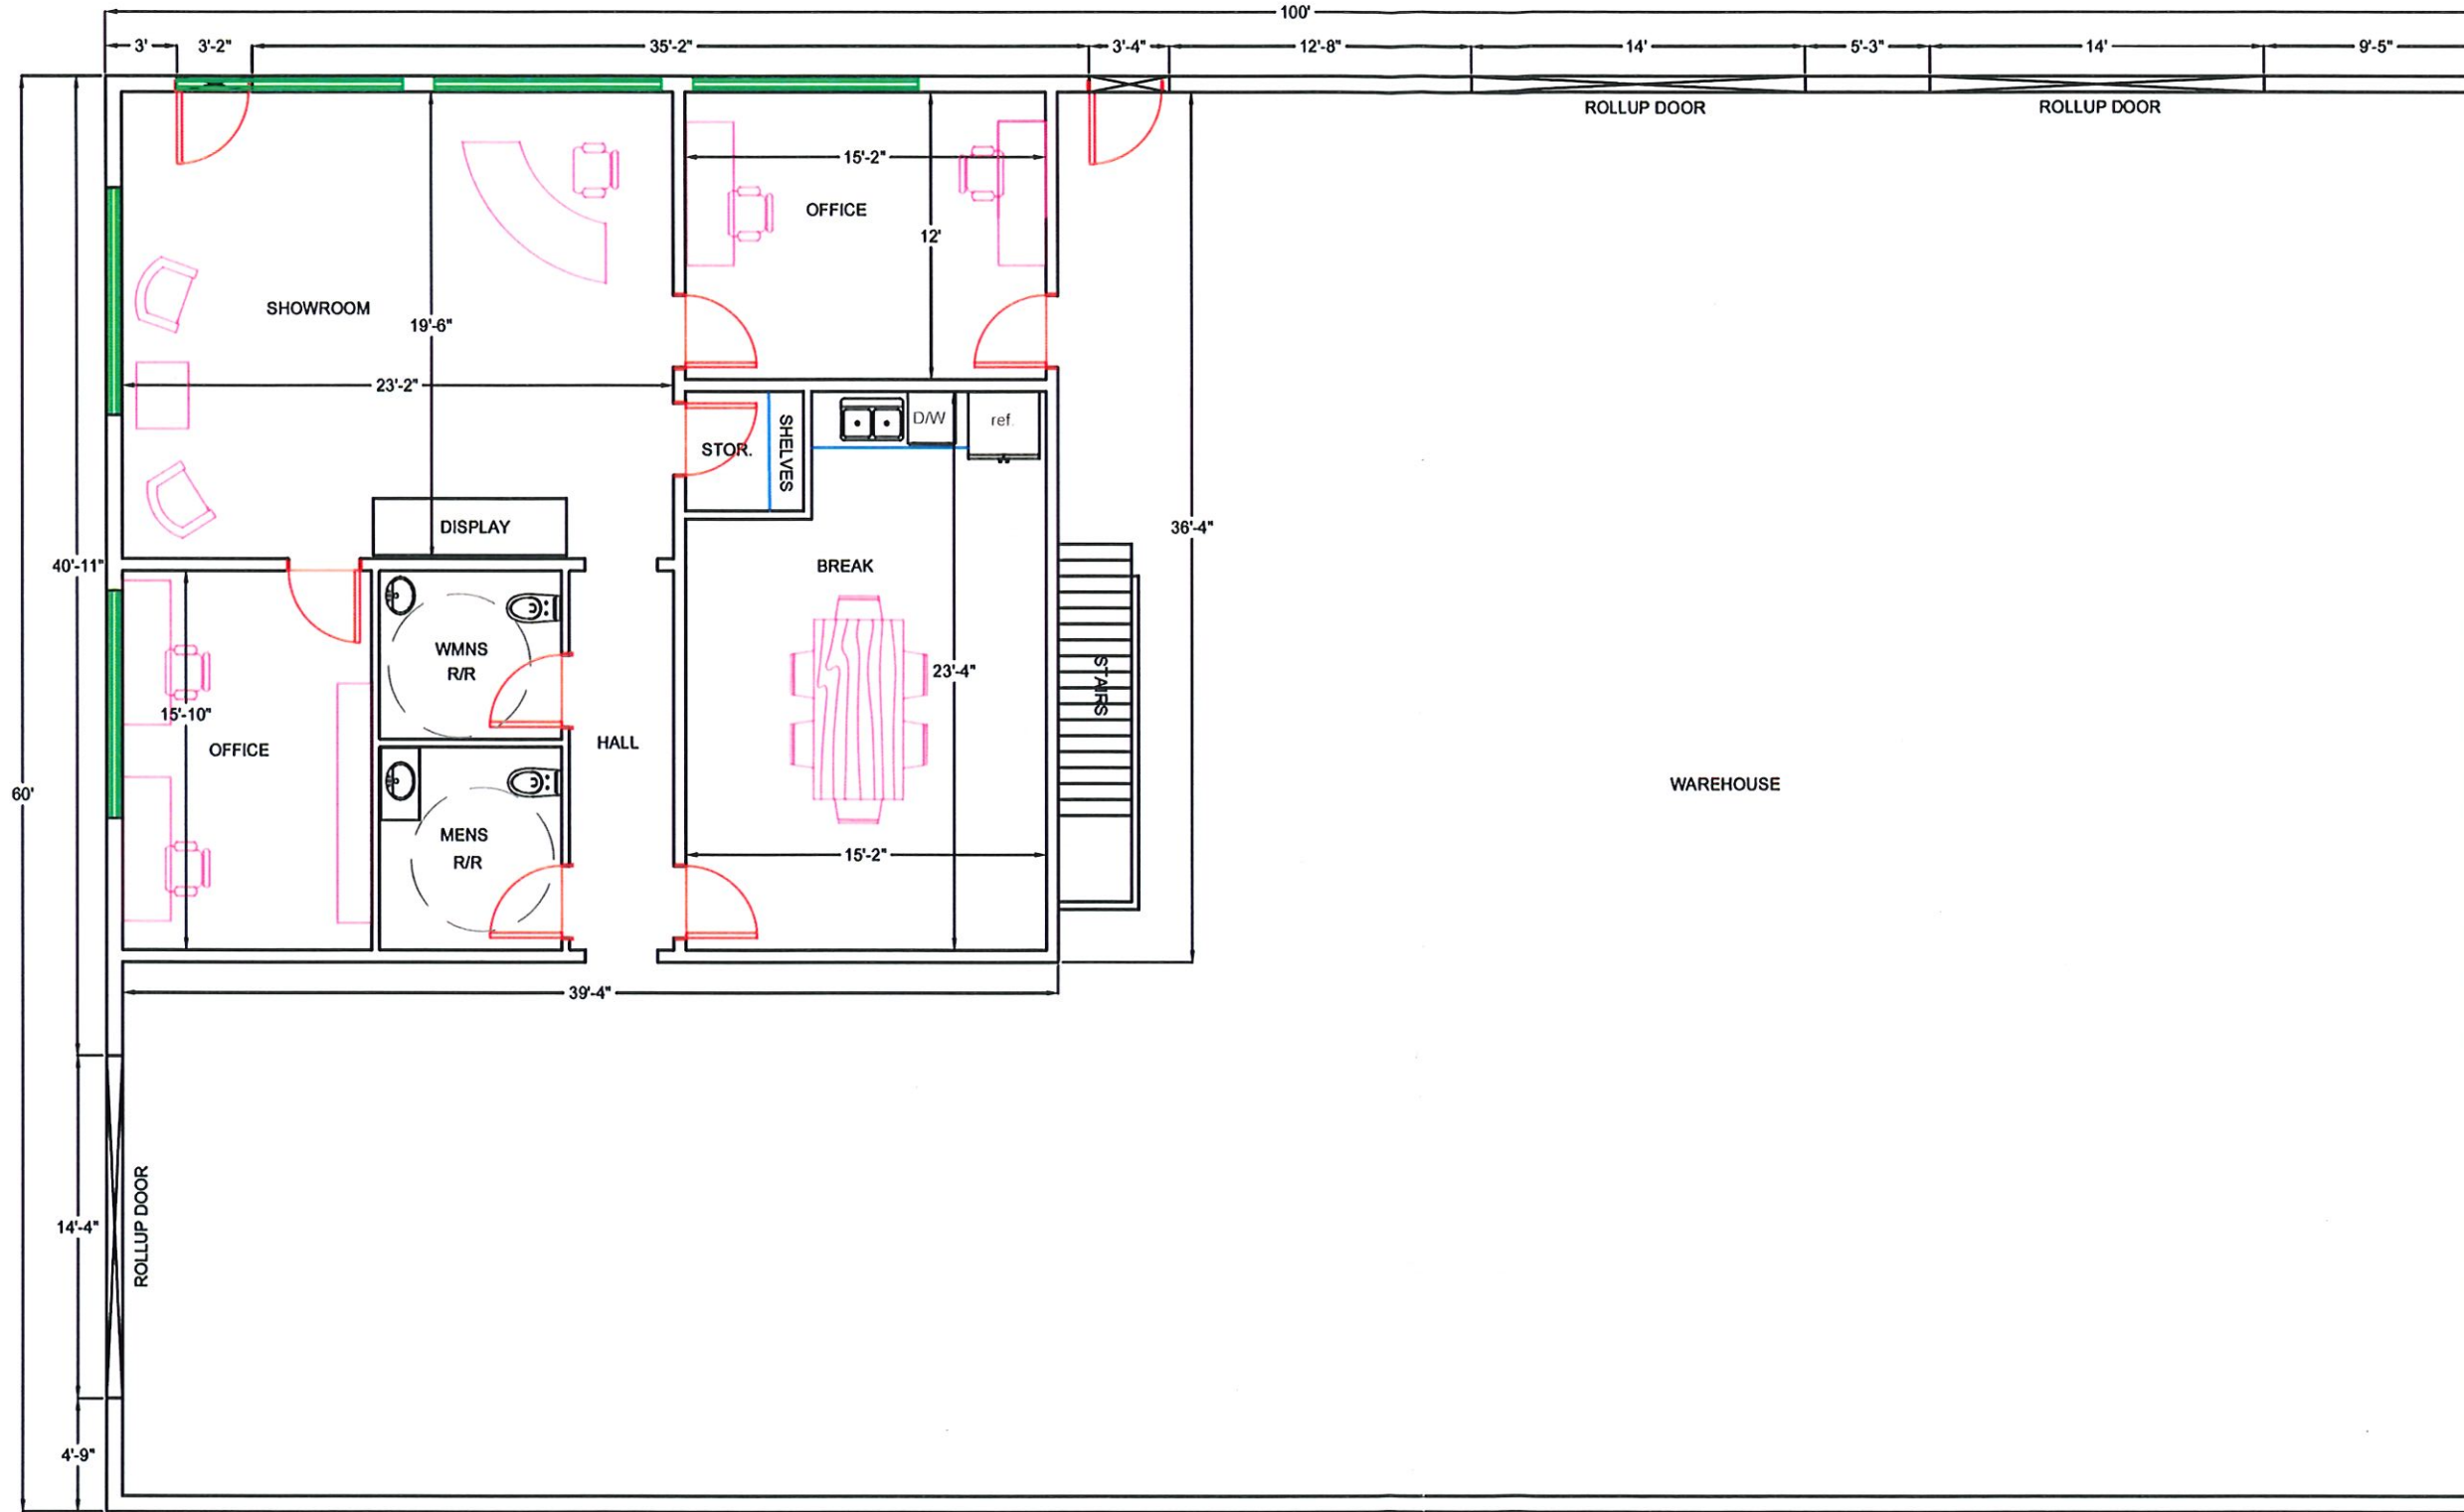 100'
3'
3'-2"
35'-2"
3'-4"
12'-8"
14'
5'-3"
14'
9'-5"
ROLLUP DOOR
ROLLUP DOOR
15'-2"
OFFICE
12'
SHOWROOM
19'-6"
23'-2"
D/W
ref.
STOR.
SHELVES
DISPLAY
36'-4"
40'-11"
BREAK
WMNS
R/R
23'-4"
STAIRS
15'-10"
OFFICE
HALL
60'
WAREHOUSE
MENS
R/R
15'-2"
39'-4"
ROLLUP DOOR
14'-4"
4'-9"